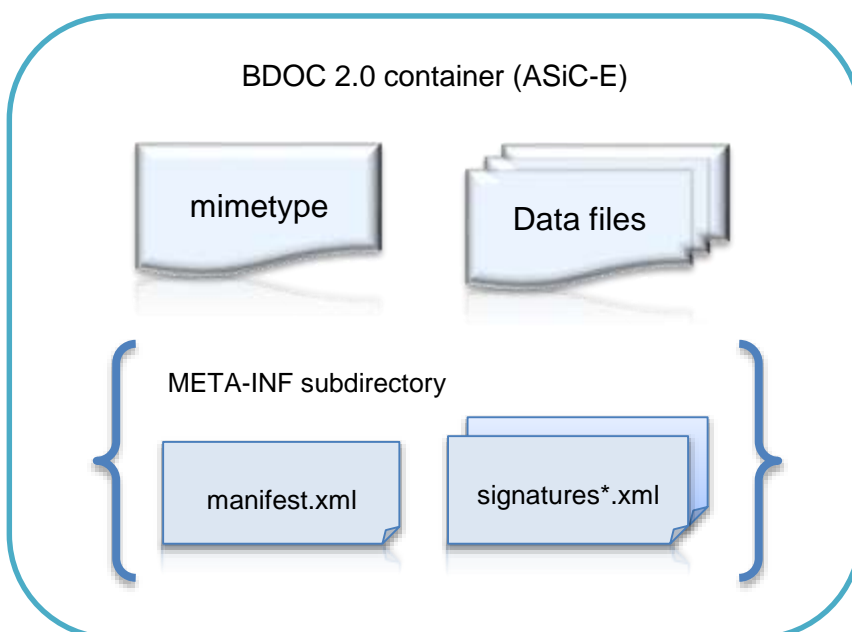 BDOC 2.0 container (ASiC-E)
mimetype
Data files
META-INF subdirectory
manifest.xml
signatures*.xml